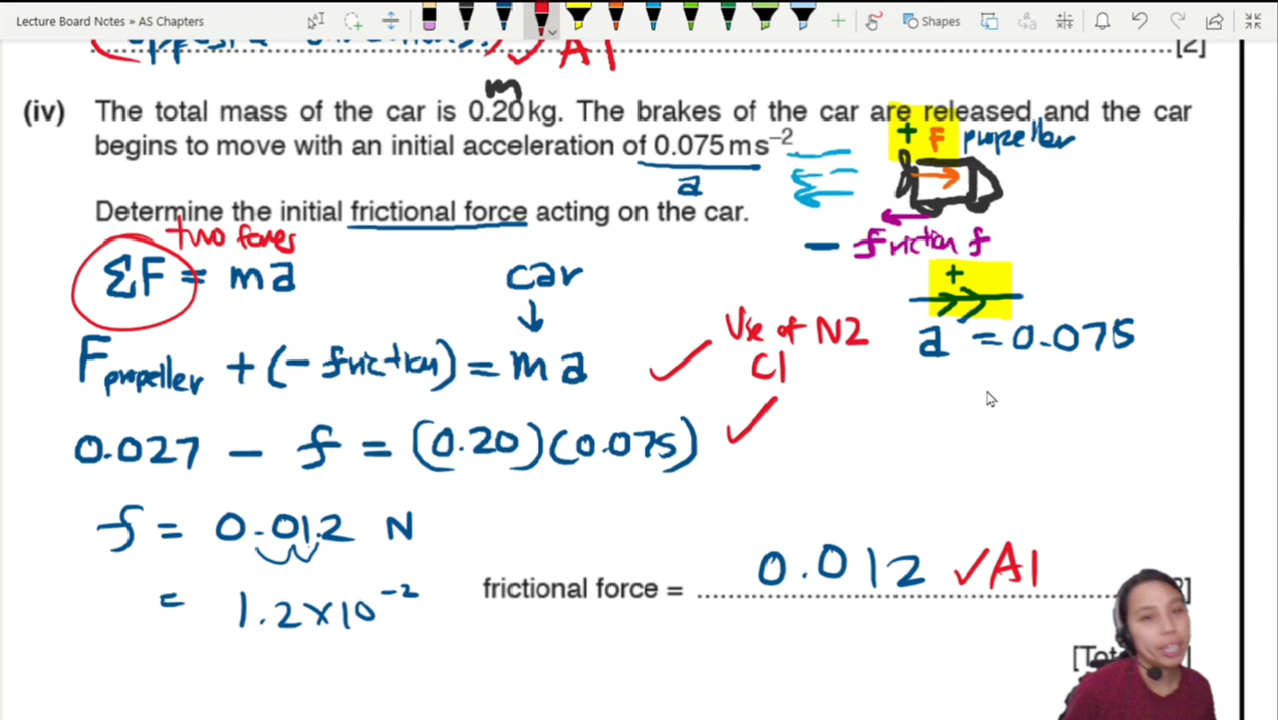 Lecture Board Notes » AS Chapters
Shapes
A1 [2]
m
(iv) The total mass of the car is 0.20 kg. The brakes of the car are released and the car
begins to move with an initial acceleration of 0.075 m s⁻²
a
+ F propeller
Determine the initial frictional force acting on the car.
two forces
- friction f
ΣF = ma
car
+
↓
a = 0.075
Use of N2
C1
F propeller + (- friction) = ma ✓
0.027 - f = (0.20)(0.075) ✓
f = 0.012 N
= 1.2×10⁻²
frictional force = 0.012 ✓ A1